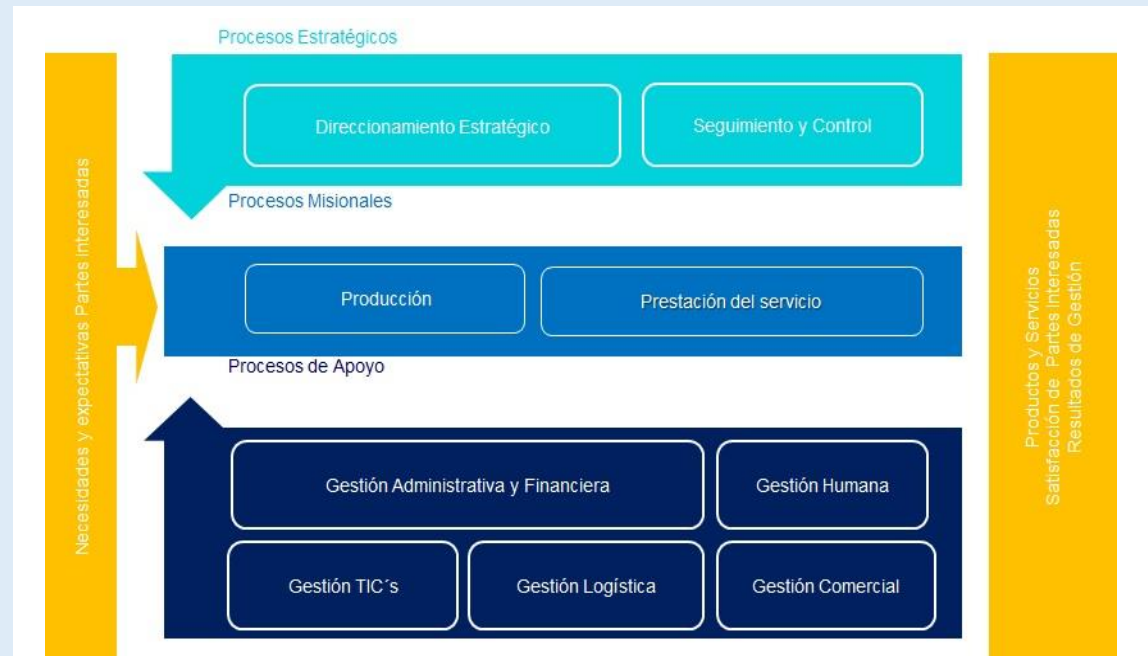 Procesos Estratégicos
Direccionamiento Estratégico
Seguimiento y Control
Procesos Misionales
Producción
Prestación del servicio
Procesos de Apoyo
Gestión Administrativa y Financiera
Gestión Humana
Gestión TIC´s
Gestión Logística
Gestión Comercial
Necesidades y expectativas Partes Interesadas
Productos y Servicios
Satisfacción de Partes Interesadas
Resultados de Gestión